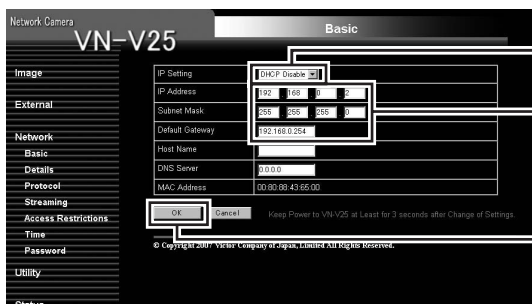 Network Camera
VN-V25
Basic
Image
External
Network
Basic
Details
Protocol
Streaming
Access Restrictions
Time
Password
Utility
Status
IP Setting DHCP Disable
IP Address 192 . 168 . 0 . 2
Subnet Mask 255 . 255 . 255 . 0
Default Gateway 192.168.0.254
Host Name
DNS Server 0.0.0.0
MAC Address 00:80:88:43:65:00
OK Cancel Keep Power to VN-V25 at Least for 3 seconds after Change of Settings.
© Copyright 2007 Victor Company of Japan, Limited All Rights Reserved.